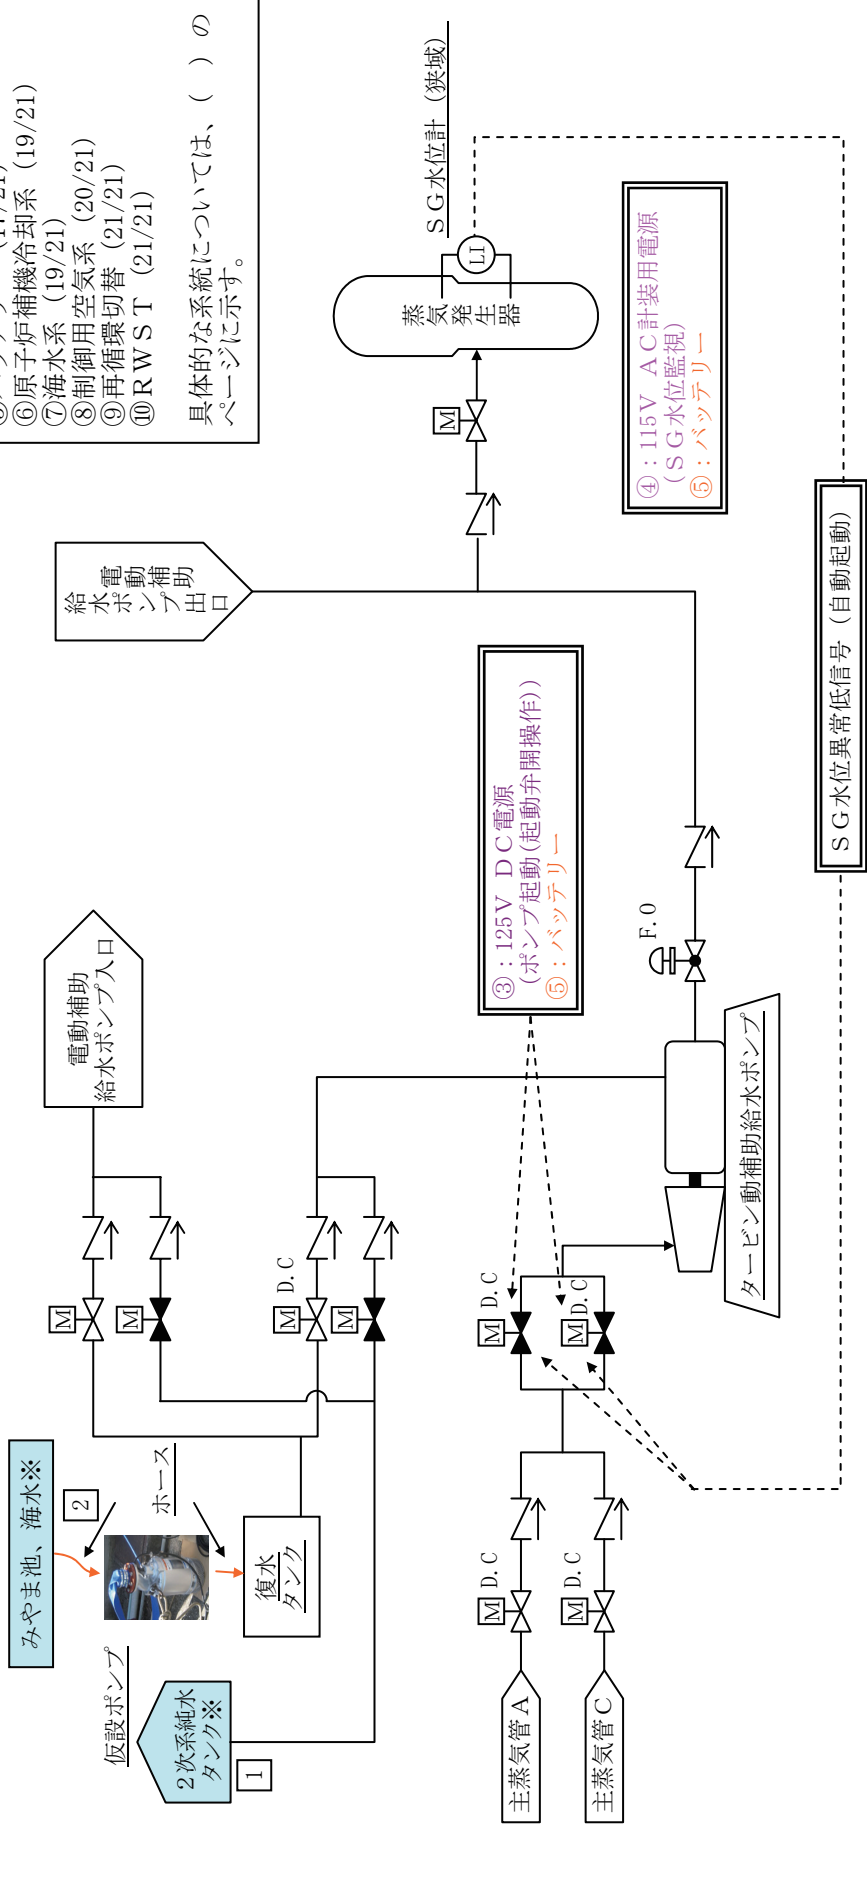 ⑥原子炉補機冷却系 (19/21)
⑦海水系 (19/21)
⑧制御用空気系 (20/21)
⑨再循環切替 (21/21)
⑩RWST (21/21)
具体的な系統については、( )の
ページに示す。
みやま池、海水※
2
仮設ポンプ
ホース
2次系純水
タンク※
1
復水
タンク
電動補助
給水ポンプ入口
M
M
M
D.C
M
電動補助
給水ポンプ出口
M
蒸気発生器
LI
SG水位計 (狭域)
③:125V DC電源
(ポンプ起動(起動弁開操作))
⑤:バッテリー
④:115V AC計装用電源
(SG水位監視)
⑤:バッテリー
主蒸気管A
M
D.C
M
D.C
主蒸気管C
M
D.C
M
D.C
F.O
タービン動補助給水ポンプ
SG水位異常低信号 (自動起動)